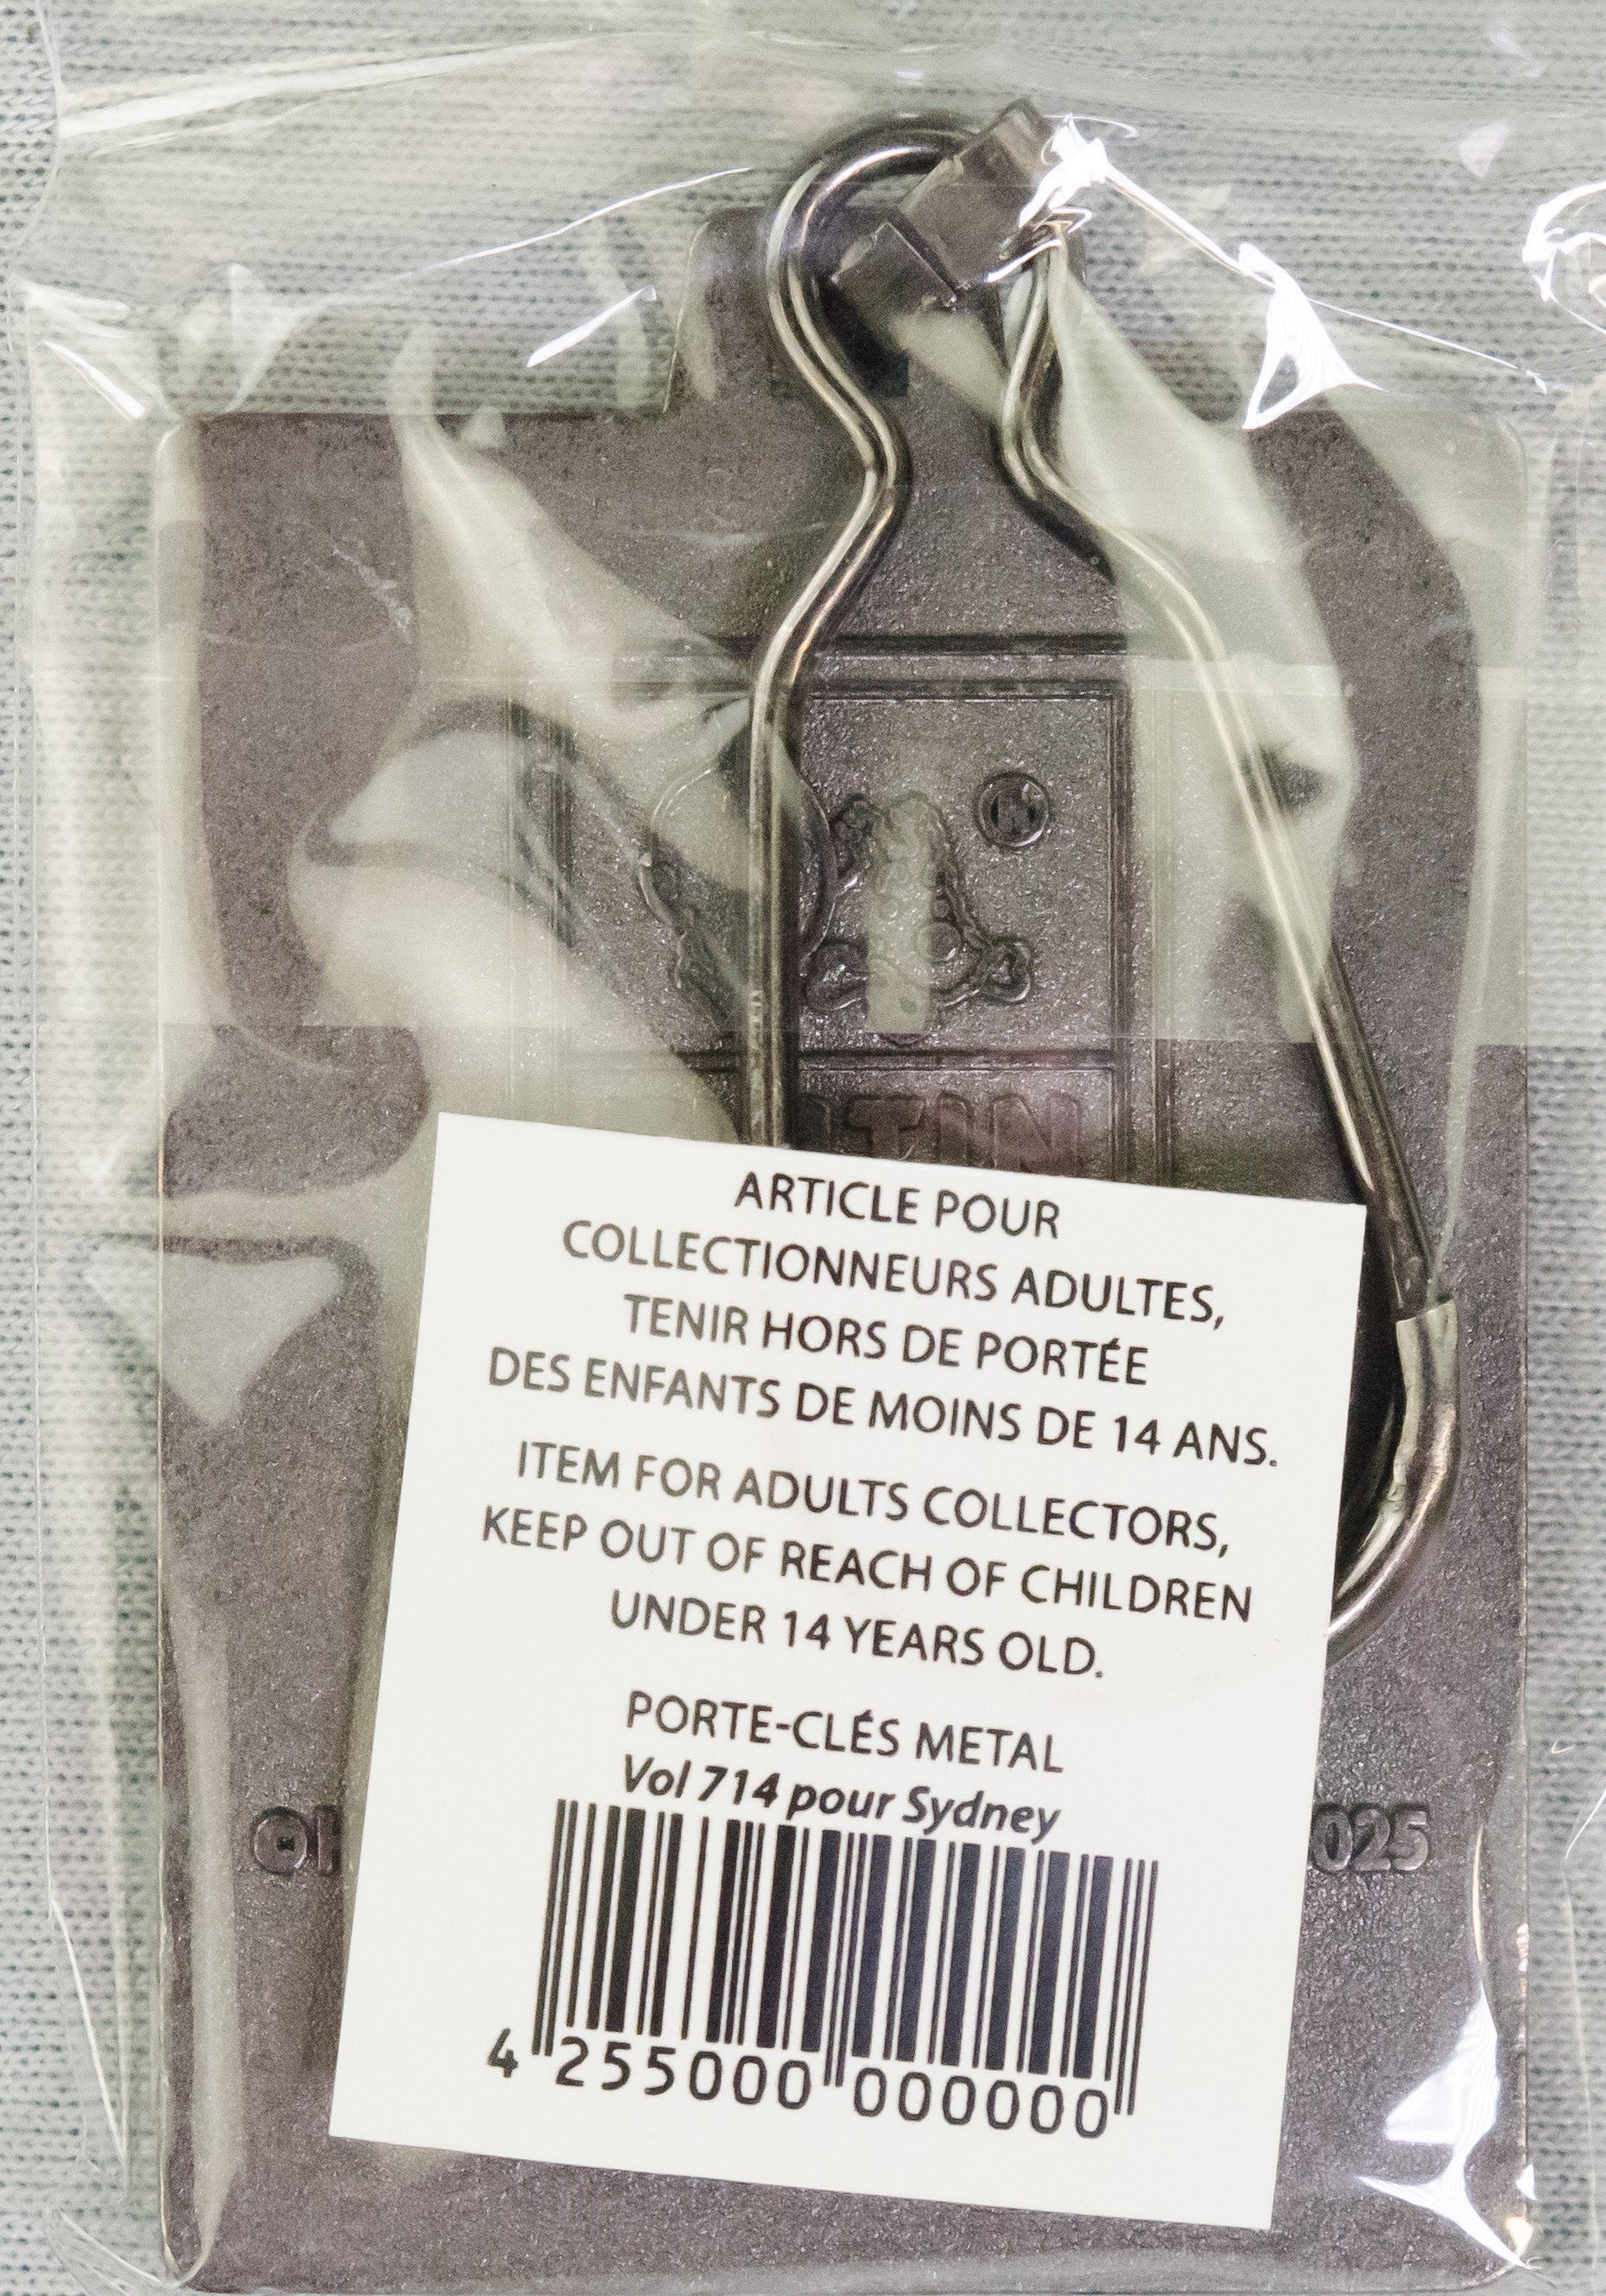 TIN
ARTICLE POUR
COLLECTIONNEURS ADULTES,
TENIR HORS DE PORTÉE
DES ENFANTS DE MOINS DE 14 ANS.
ITEM FOR ADULTS COLLECTORS,
KEEP OUT OF REACH OF CHILDREN
UNDER 14 YEARS OLD.
PORTE-CLÉS METAL
Vol 714 pour Sydney
025
4 255000 000000